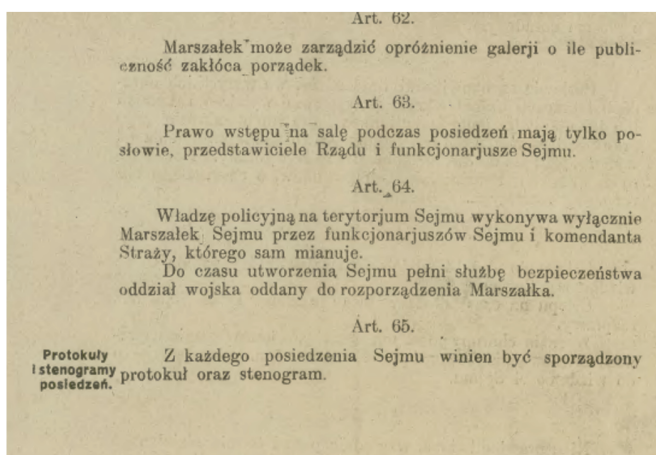 Art. 62.
Marszałek może zarządzić opróżnienie galerji o ile publi-
czność zakłóca porządek.
Art. 63.
Prawo wstępu na salę podczas posiedzeń mają tylko po-
słowie, przedstawiciele Rządu i funkcjonarjusze Sejmu.
Art. 64.
Władzę policyjną na terytorjum Sejmu wykonywa wyłącznie
Marszałek Sejmu przez funkcjonarjuszów Sejmu i komendanta
Straży, którego sam mianuje.
Do czasu utworzenia Sejmu pełni służbę bezpieczeństwa
oddział wojska oddany do rozporządzenia Marszałka.
Art. 65.
Protokuły
i stenogramy
posiedzeń.
Z każdego posiedzenia Sejmu winien być sporządzony
protokuł oraz stenogram.